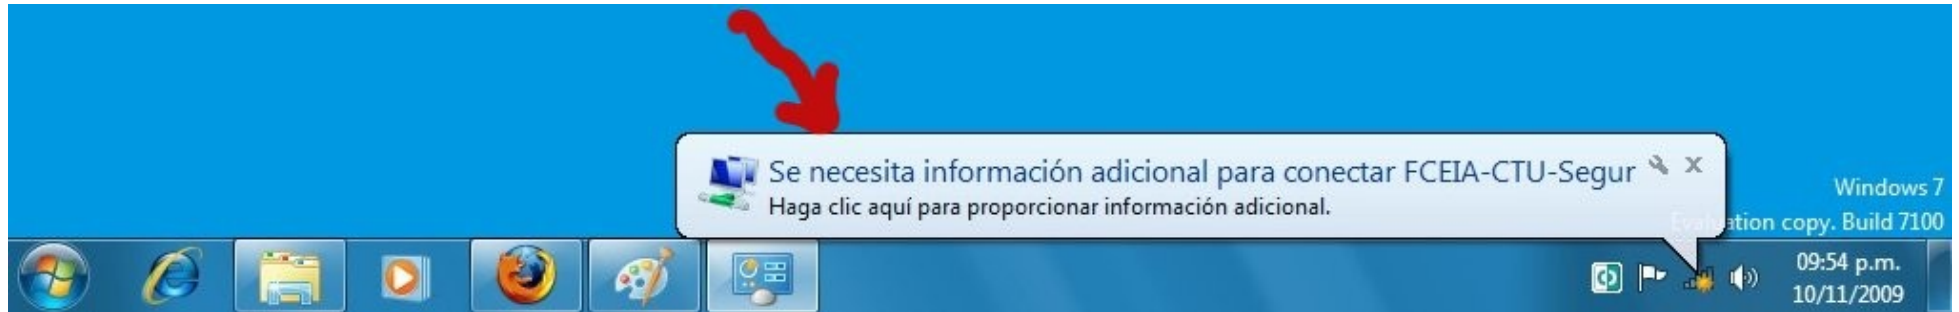 Se necesita información adicional para conectar FCEIA-CTU-Segur
Haga clic aquí para proporcionar información adicional.
Windows 7
Evaluation copy. Build 7100
09:54 p.m.
10/11/2009